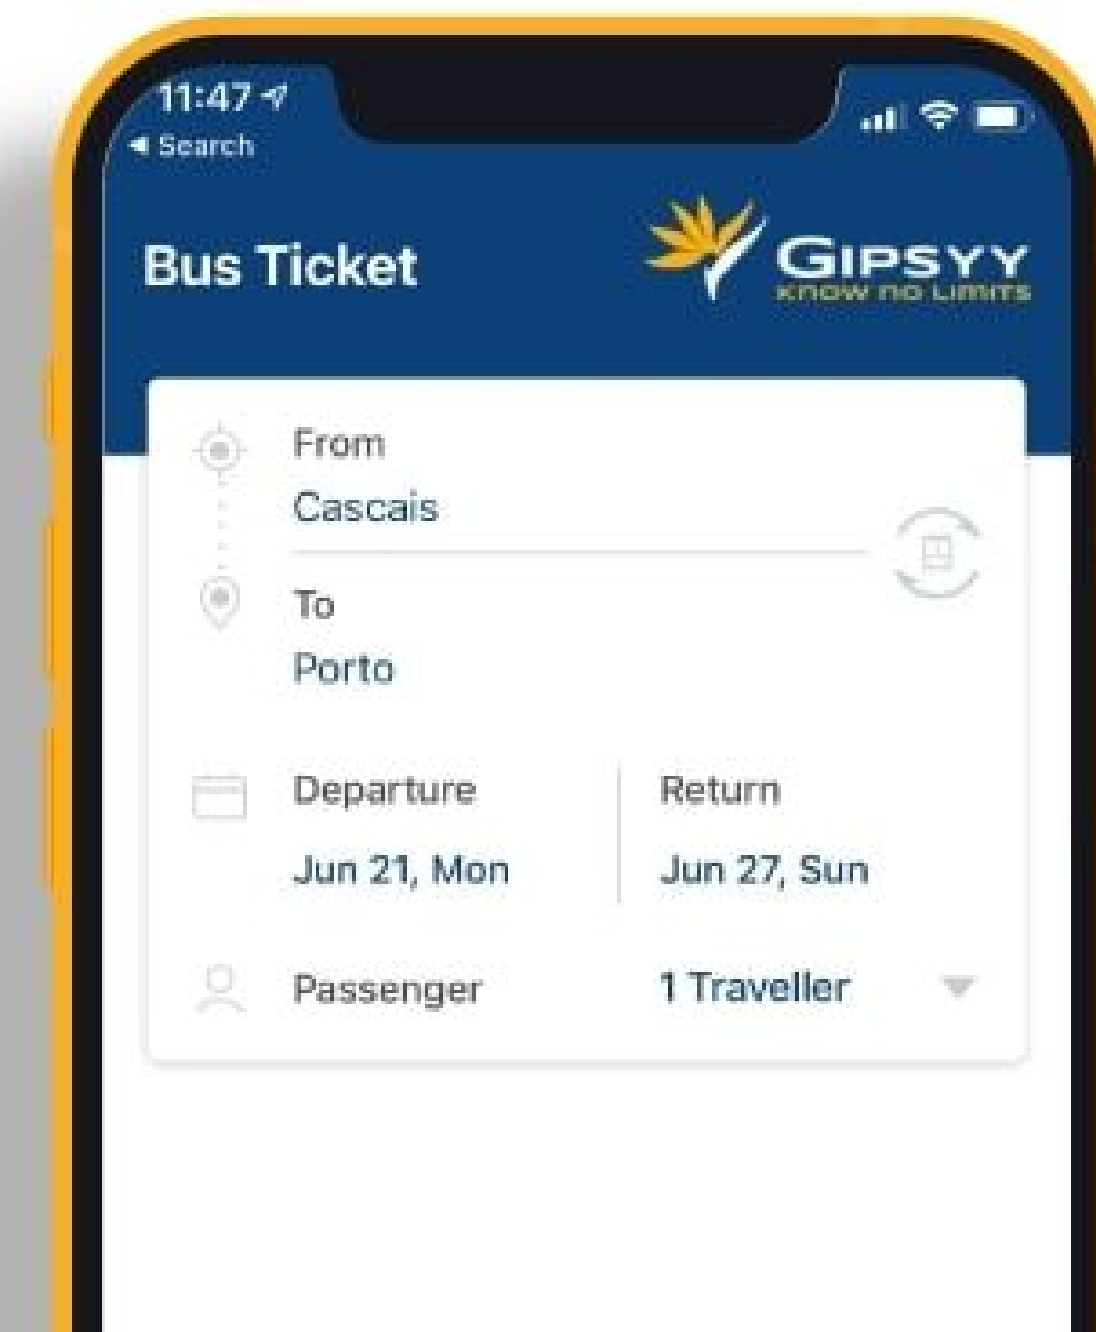 11:47
◀ Search
Bus Ticket
GIPSYY
KNOW NO LIMITS
From
Cascais
To
Porto
Departure
Return
Jun 21, Mon
Jun 27, Sun
Passenger
1 Traveller